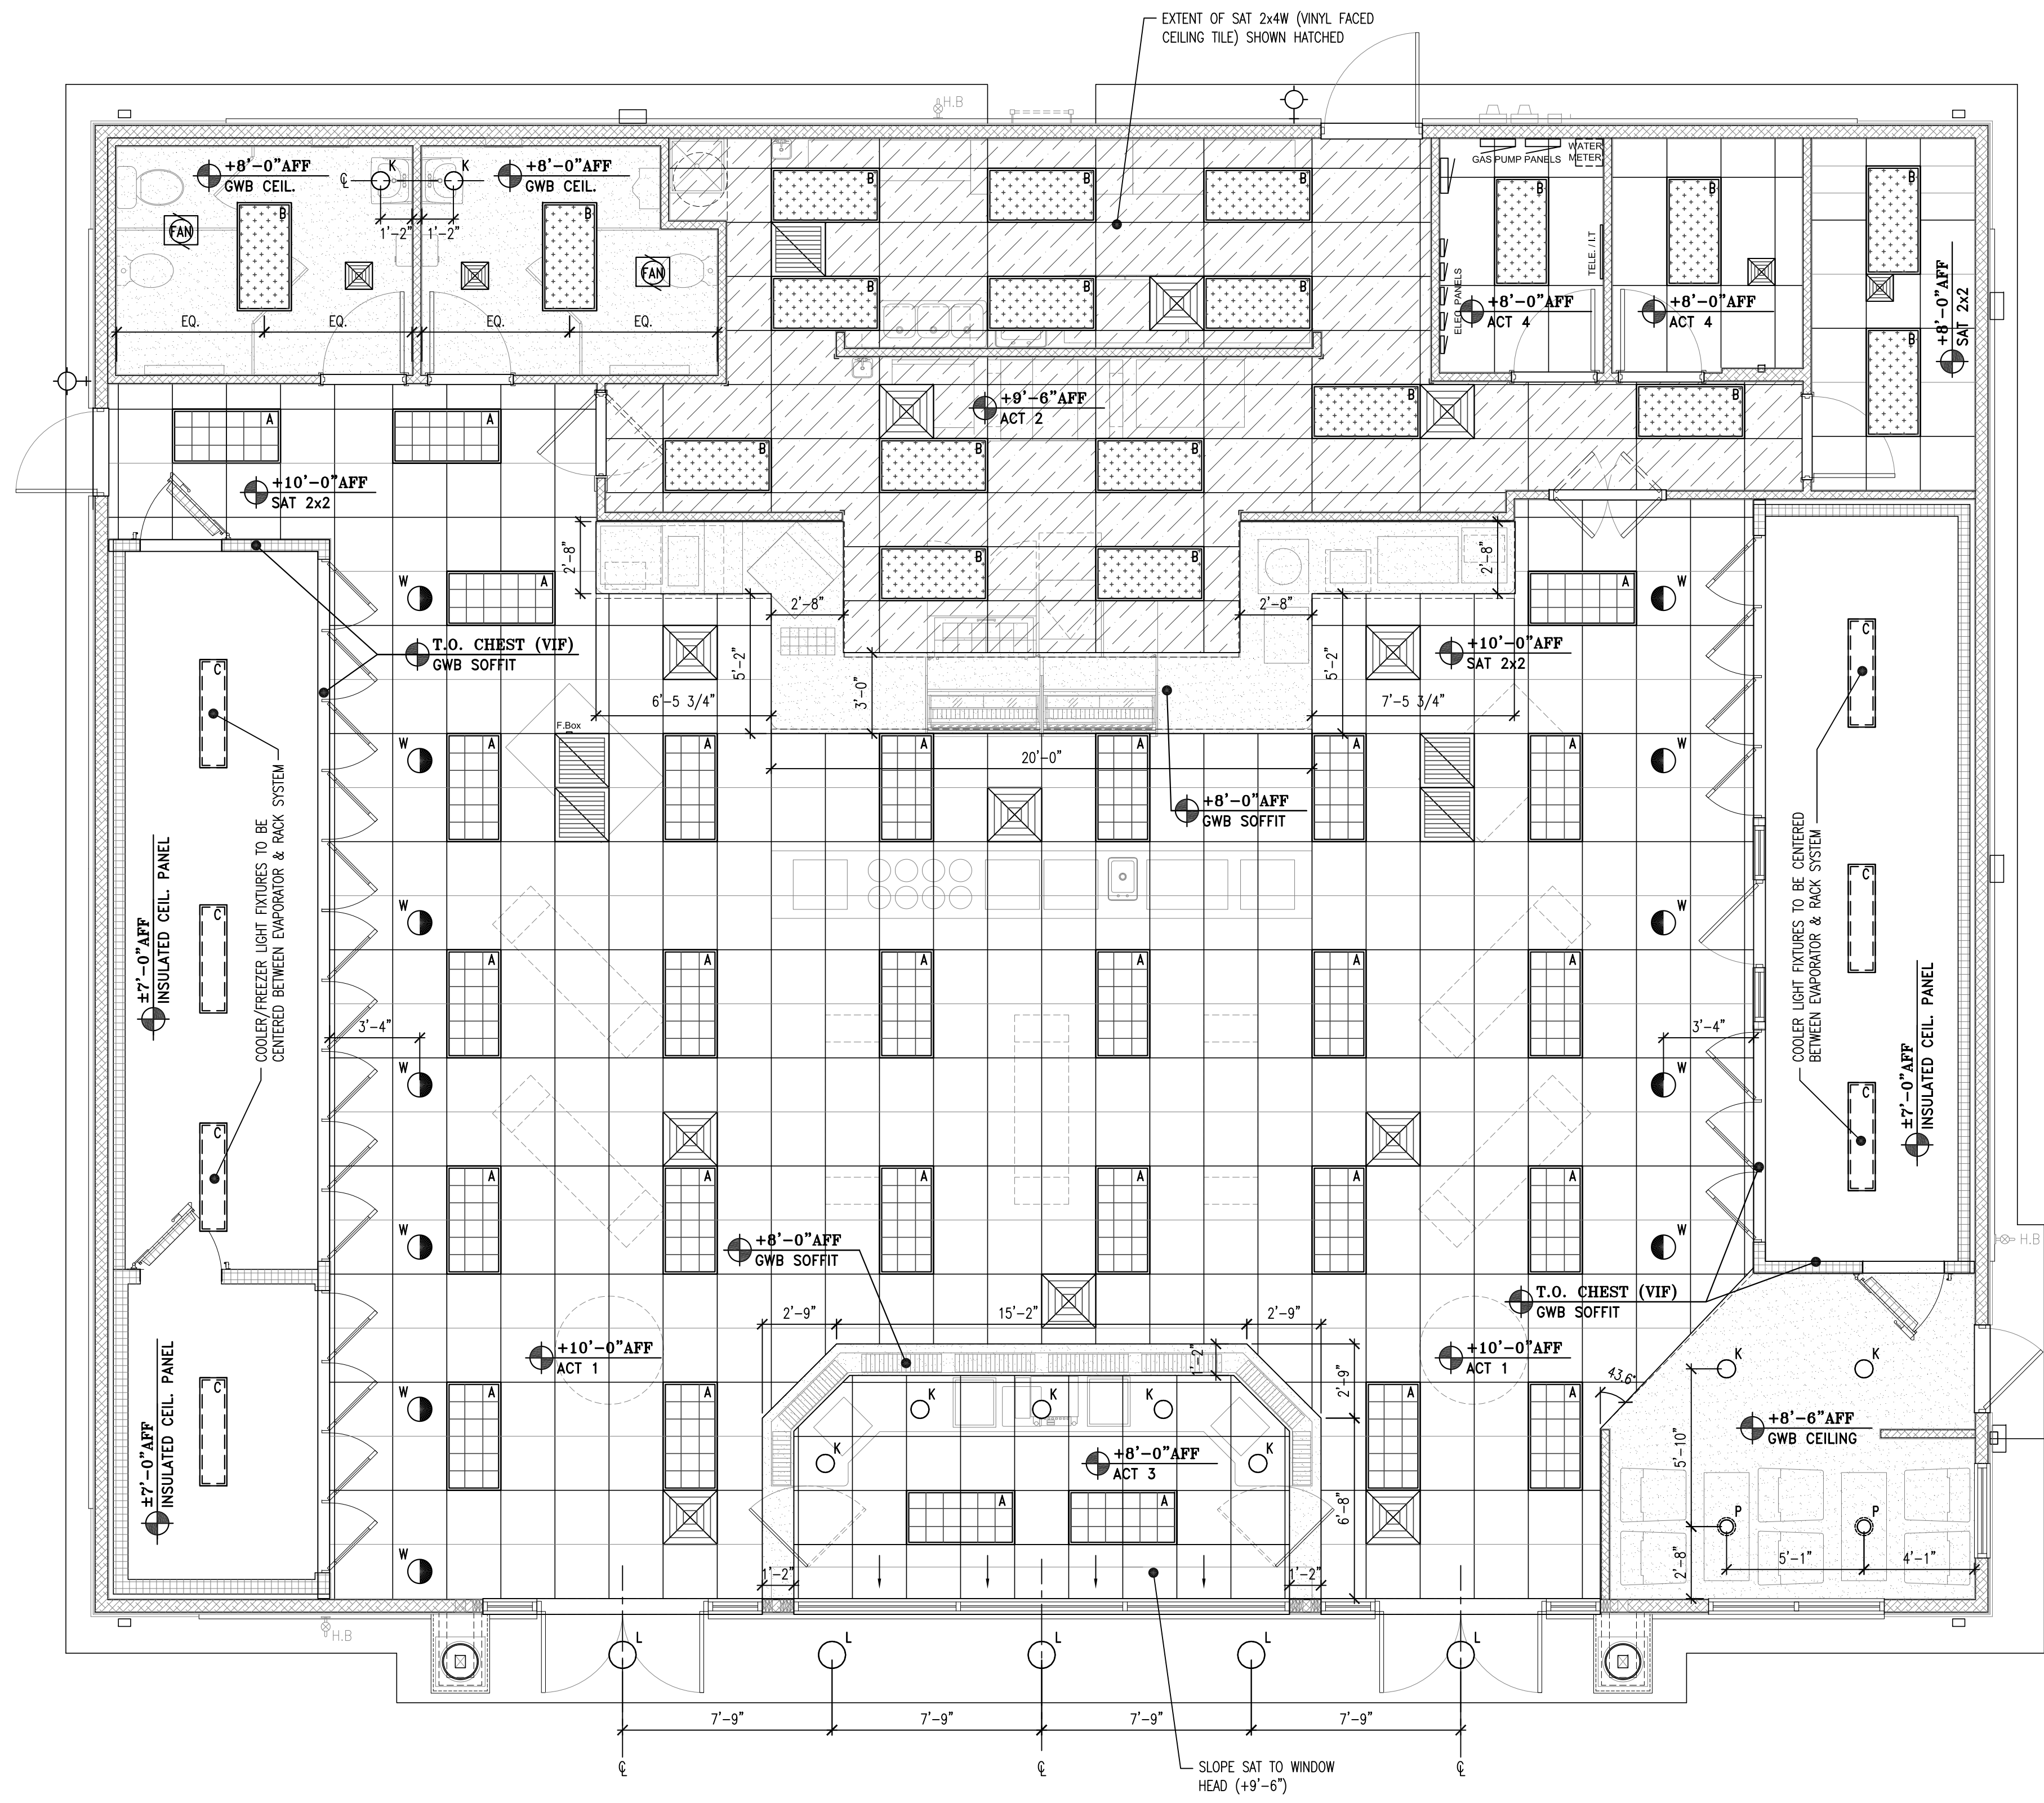 EXTENT OF SAT 2x4W (VINYL FACED
CEILING TILE) SHOWN HATCHED
H.B
+8'-0"AFF
GWB CEIL.
K
K
+8'-0"AFF
GWB CEIL.
FAN
B
1'-2"
1'-2"
B
FAN
EQ.
EQ.
EQ.
EQ.
B
B
B
B
B
B
GAS PUMP PANELS
WATER
METER
B
B
B
TELE. / I.T
ELEC PANELS
+8'-0"AFF
ACT 4
+8'-0"AFF
ACT 4
+8'-0"AFF
SAT 2x2
B
A
A
+10'-0"AFF
SAT 2x2
+9'-6"AFF
ACT 2
B
B
B
B
B
2'-8"
B
B
2'-8"
W
A
A
W
2'-8"
2'-8"
T.O. CHEST (VIF)
GWB SOFFIT
5'-2"
3'-0"
5'-2"
+10'-0"AFF
SAT 2x2
6'-5 3/4"
7'-5 3/4"
C
C
F.Box
W
A
A
A
A
A
A
W
20'-0"
+8'-0"AFF
GWB SOFFIT
±7'-0"AFF
INSULATED CEIL. PANEL
COOLER/FREEZER LIGHT FIXTURES TO BE
CENTERED BETWEEN EVAPORATOR & RACK SYSTEM
COOLER LIGHT FIXTURES TO BE CENTERED
BETWEEN EVAPORATOR & RACK SYSTEM
C
C
W
W
A
A
A
A
A
A
3'-4"
3'-4"
W
W
±7'-0"AFF
INSULATED CEIL. PANEL
C
C
A
A
A
A
A
A
W
W
+8'-0"AFF
GWB SOFFIT
H.B
T.O. CHEST (VIF)
GWB SOFFIT
2'-9"
15'-2"
2'-9"
+10'-0"AFF
ACT 1
1'-2"
2'-9"
+10'-0"AFF
ACT 1
43.6°
K
K
±7'-0"AFF
INSULATED CEIL. PANEL
C
W
A
A
K
K
K
A
A
+8'-6"AFF
GWB CEILING
5'-10"
K
+8'-0"AFF
ACT 3
K
A
A
6'-8"
P
P
5'-1"
4'-1"
2'-8"
W
1'-2"
1'-2"
H.B
L
L
L
L
L
7'-9"
7'-9"
7'-9"
7'-9"
℄
℄
℄
℄
SLOPE SAT TO WINDOW
HEAD (+9'-6")